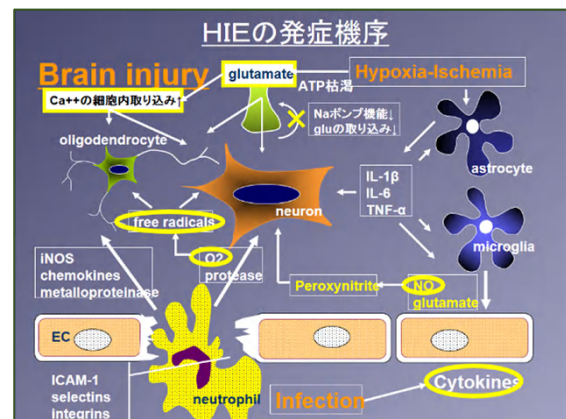 HIEの発症機序
Brain injury
glutamate
Hypoxia-Ischemia
ATP枯渇
Ca++の細胞内取り込み↑
Naポンプ機能↓
gluの取り込み↓
oligodendrocyte
astrocyte
IL-1β
IL-6
TNF-α
neuron
free radicals
microglia
iNOS
chemokines
metalloproteinase
O2
protease
Peroxynitrite
NO
glutamate
EC
ICAM-1
selectins
integrins
neutrophil
Infection
Cytokines